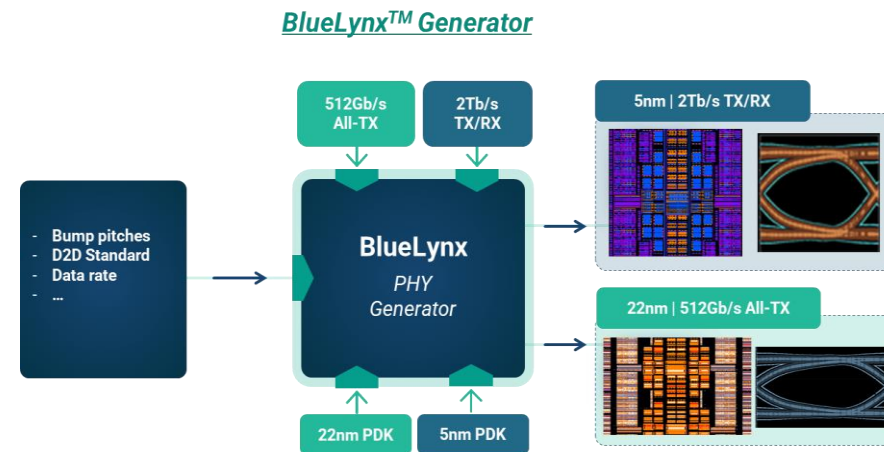 BlueLynx™ Generator
512Gb/s
All-TX
2Tb/s
TX/RX
5nm | 2Tb/s TX/RX
- Bump pitches
- D2D Standard
- Data rate
- ...
BlueLynx
PHY
Generator
22nm | 512Gb/s All-TX
22nm PDK
5nm PDK